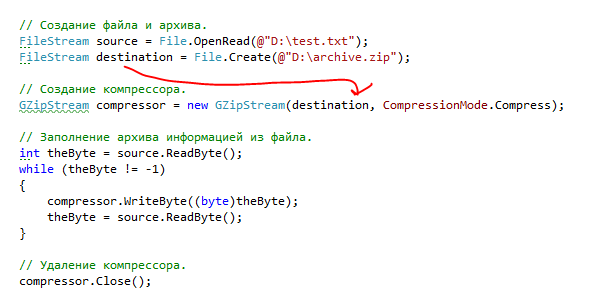 // Создание файла и архива.
FileStream source = File.OpenRead(@"D:\test.txt");
FileStream destination = File.Create(@"D:\archive.zip");
// Создание компрессора.
GZipStream compressor = new GZipStream(destination, CompressionMode.Compress);
// Заполнение архива информацией из файла.
int theByte = source.ReadByte();
while (theByte != -1)
{
    compressor.WriteByte((byte)theByte);
    theByte = source.ReadByte();
}
// Удаление компрессора.
compressor.Close();